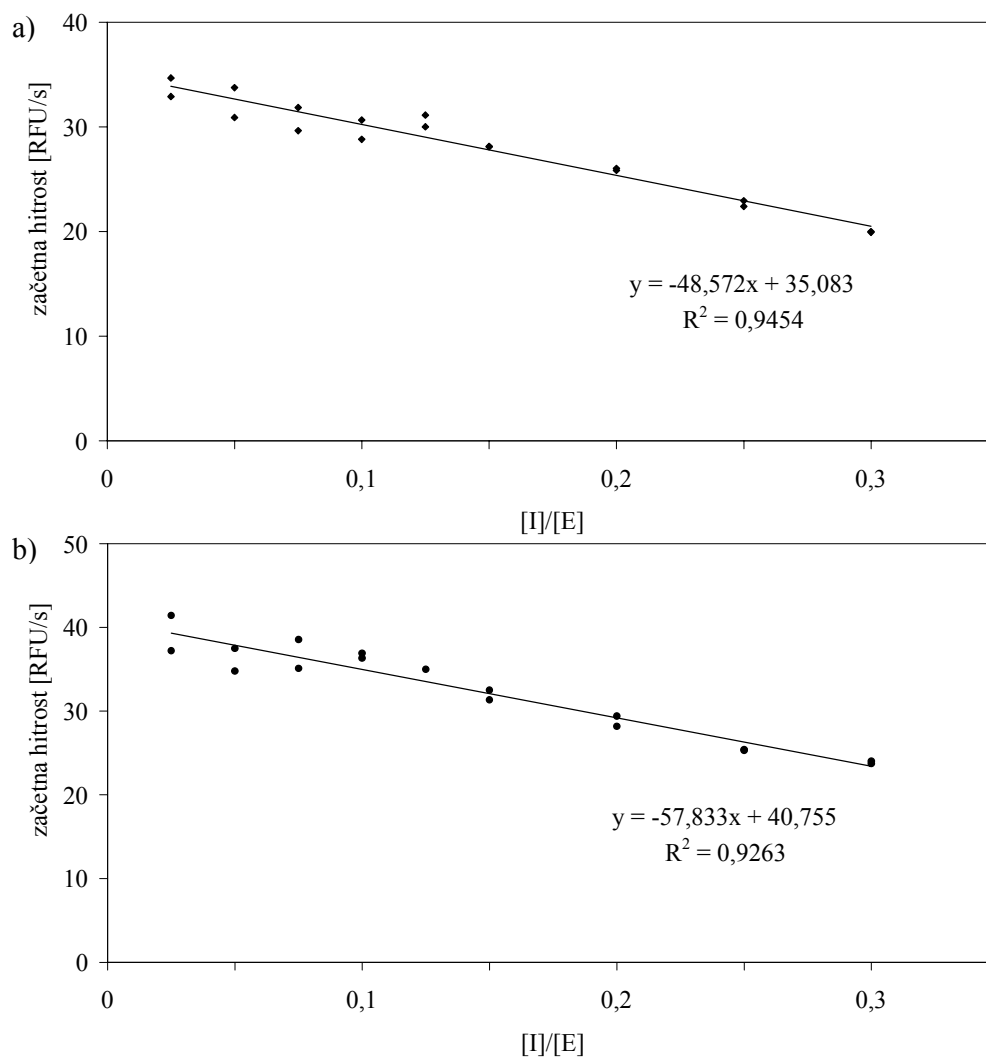 a)
začetna hitrost [RFU/s]
40
30
20
10
0
y = -48,572x + 35,083
R² = 0,9454
0
0,1
0,2
0,3
[I]/[E]
b)
začetna hitrost [RFU/s]
50
40
30
20
10
0
y = -57,833x + 40,755
R² = 0,9263
0
0,1
0,2
0,3
[I]/[E]